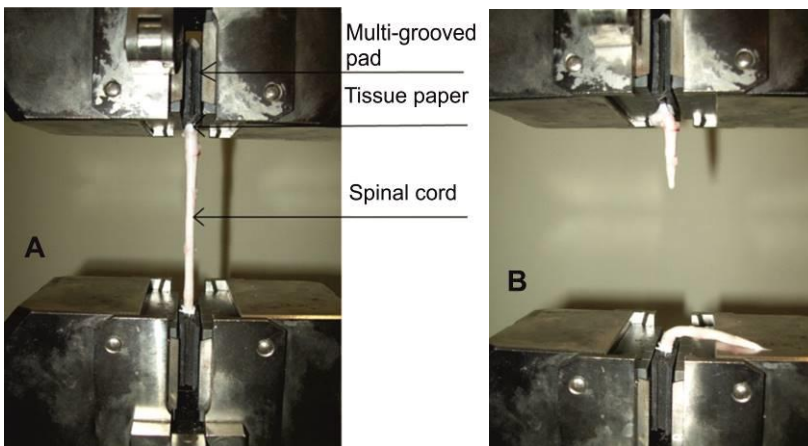 Multi-grooved
pad
Tissue paper
Spinal cord
A
B